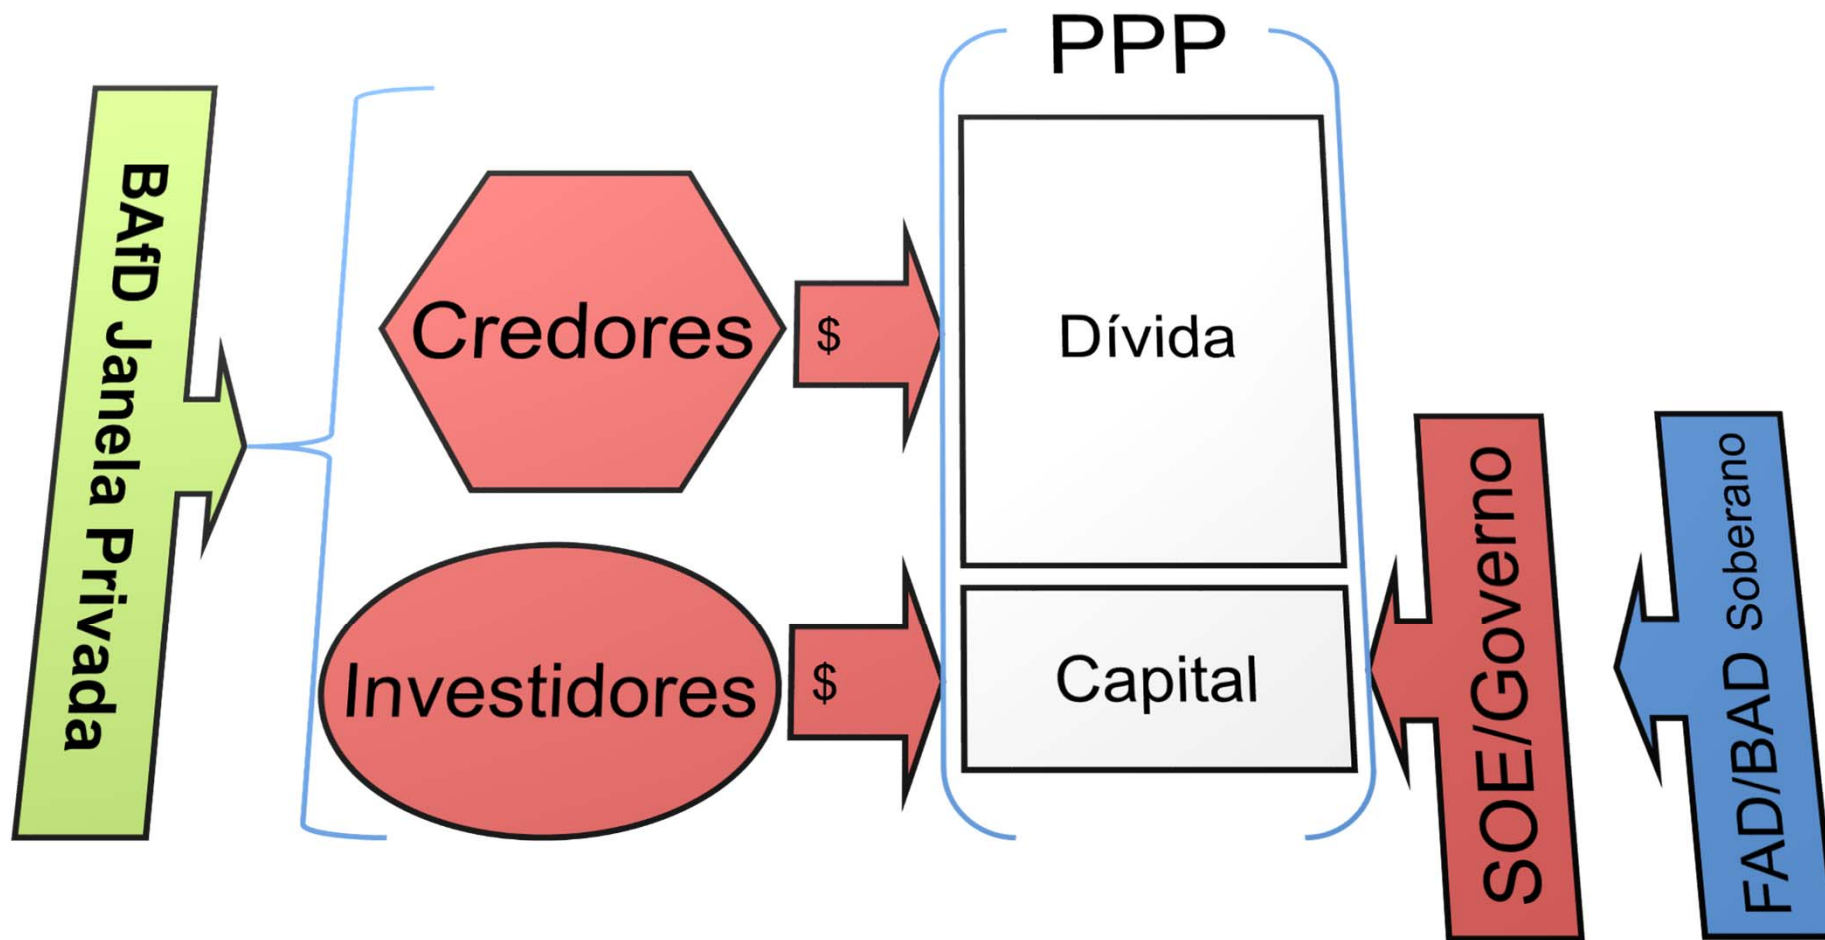 PPP
BAfD Janela Privada
Credores
$
Dívida
Investidores
$
Capital
SOE/Governo
FAD/BAD Soberano